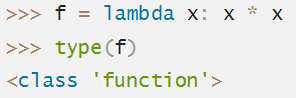 >>> f = lambda x: x * x
>>> type(f)
<class 'function'>